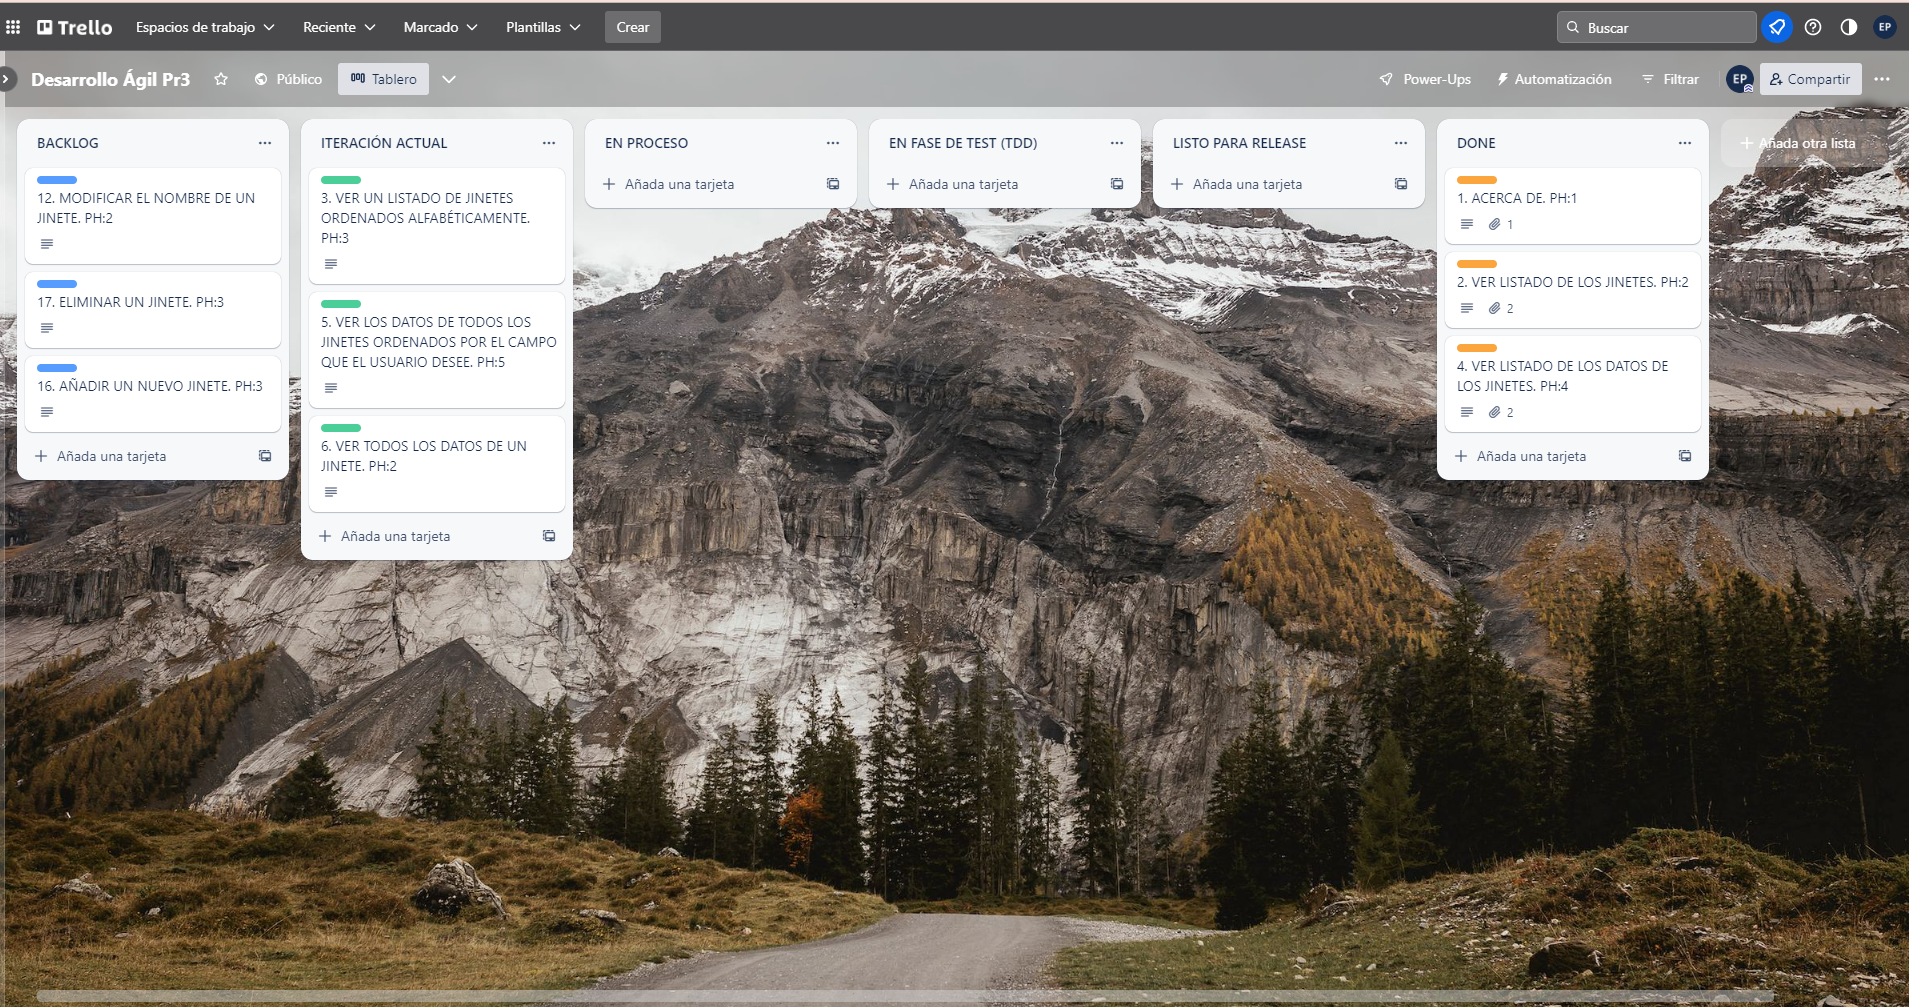 Trello
Espacios de trabajo
Reciente
Marcado
Plantillas
Crear
Buscar
EP
Desarrollo Ágil Pr3
Público
Tablero
Power-Ups
Automatización
Filtrar
EP
Compartir
BACKLOG
12. MODIFICAR EL NOMBRE DE UN
JINETE. PH:2
17. ELIMINAR UN JINETE. PH:3
16. AÑADIR UN NUEVO JINETE. PH:3
Añada una tarjeta
ITERACIÓN ACTUAL
3. VER UN LISTADO DE JINETES
ORDENADOS ALFABÉTICAMENTE.
PH:3
5. VER LOS DATOS DE TODOS LOS
JINETES ORDENADOS POR EL CAMPO
QUE EL USUARIO DESEE. PH:5
6. VER TODOS LOS DATOS DE UN
JINETE. PH:2
Añada una tarjeta
EN PROCESO
Añada una tarjeta
EN FASE DE TEST (TDD)
Añada una tarjeta
LISTO PARA RELEASE
Añada una tarjeta
DONE
1. ACERCA DE. PH:1
1
2. VER LISTADO DE LOS JINETES. PH:2
2
4. VER LISTADO DE LOS DATOS DE
LOS JINETES. PH:4
2
Añada una tarjeta
Añada otra lista